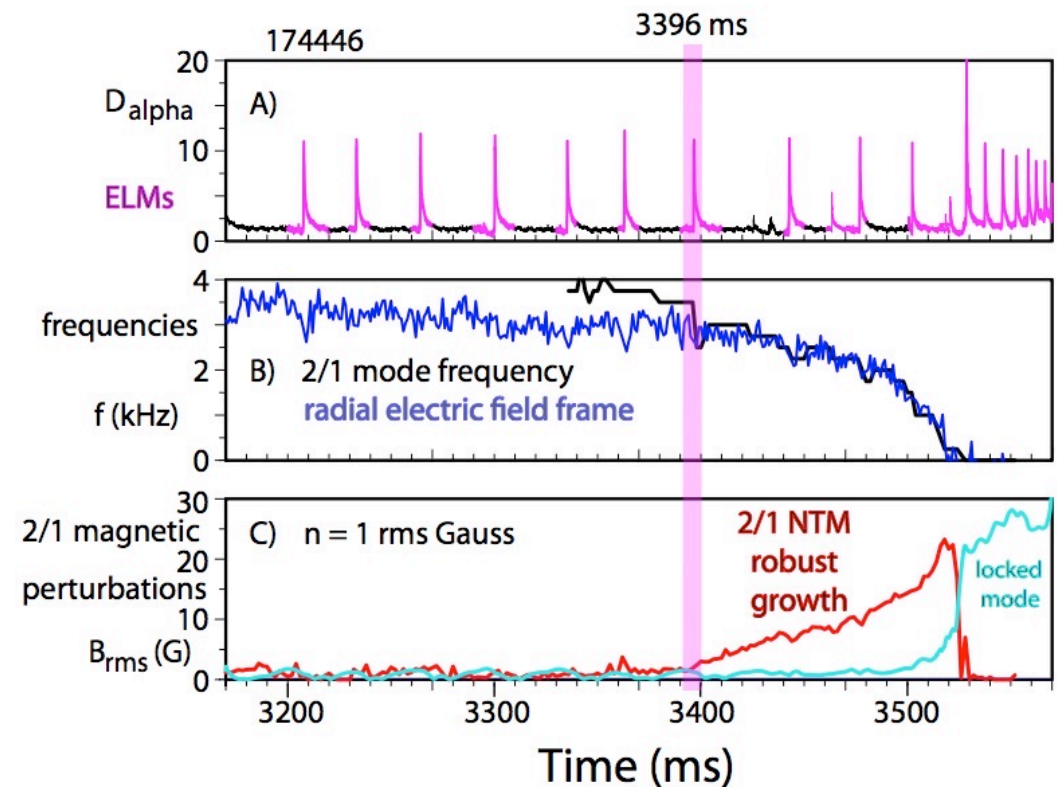 174446
3396 ms
20
10
0
D alpha
ELMs
A)
4
2
0
frequencies
f (kHz)
B) 2/1 mode frequency
radial electric field frame
30
20
10
0
2/1 magnetic
perturbations
Brms (G)
C) n = 1 rms Gauss
2/1 NTM
robust
growth
locked
mode
3200 3300 3400 3500
Time (ms)